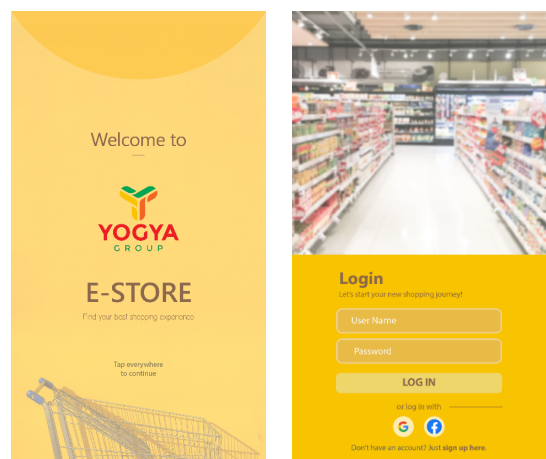 Welcome to
YOGYA
GROUP
E-STORE
Find your best shopping experience
Tap everywhere
to continue
Login
Let's start your new shopping journey!
User Name
Password
LOG IN
or log in with
G
f
Don't have an account? Just sign up here.